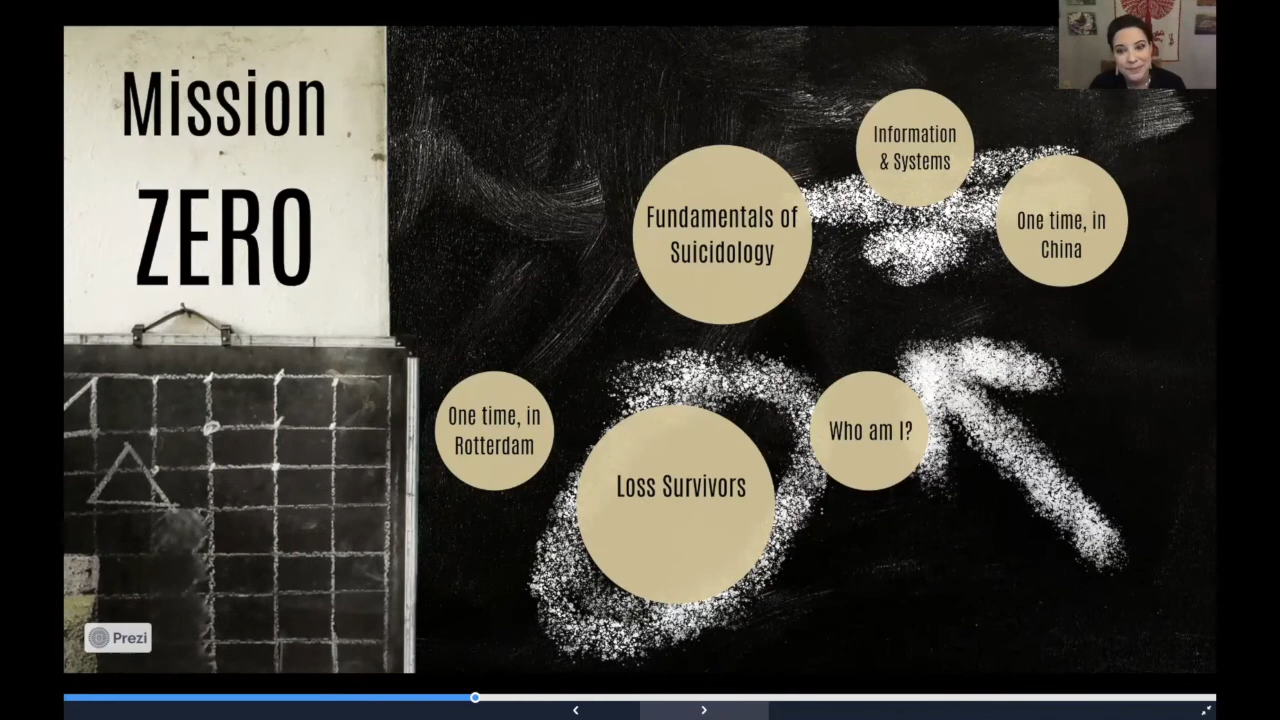 Mission
ZERO
Fundamentals of
Suicidology
Information
& Systems
One time, in
China
One time, in
Rotterdam
Loss Survivors
Who am I?
Prezi